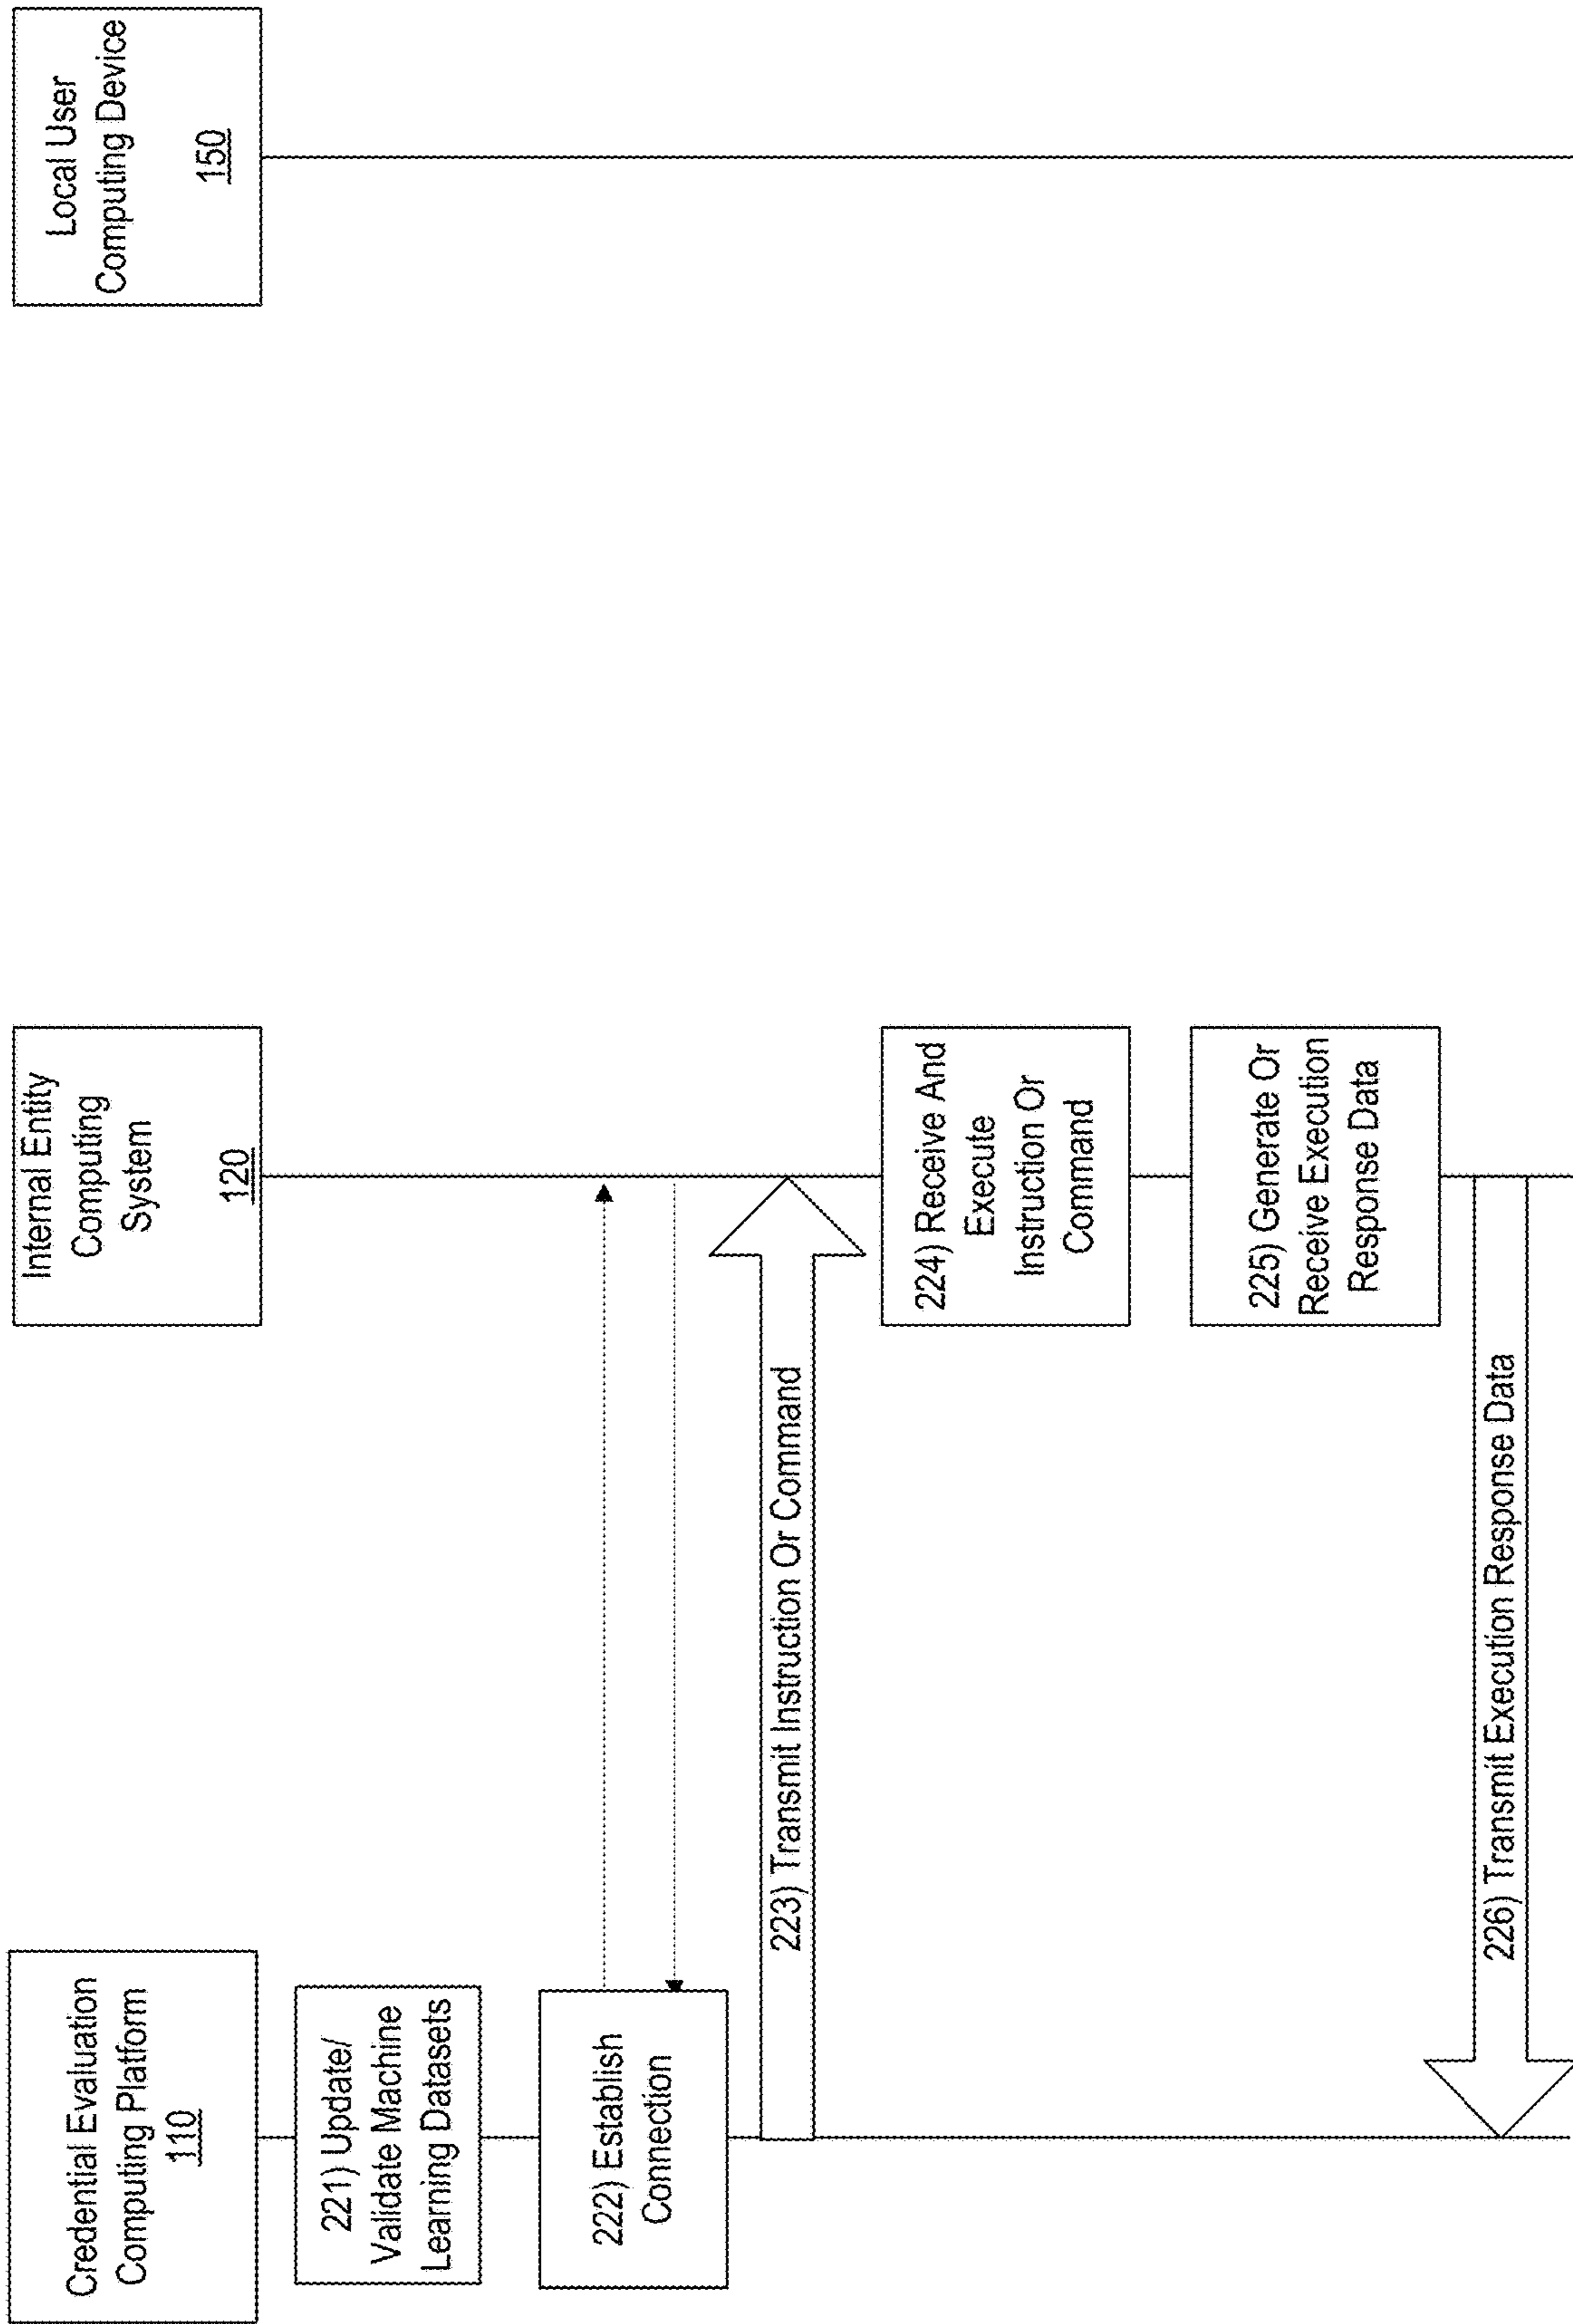 Credential Evaluation
Computing Platform
110
Internal Entity
Computing
System
120
Local User
Computing Device
150
221) Update/
Validate Machine
Learning Datasets
222) Establish
Connection
223) Transmit Instruction Or Command
224) Receive And
Execute
Instruction Or
Command
225) Generate Or
Receive Execution
Response Data
226) Transmit Execution Response Data